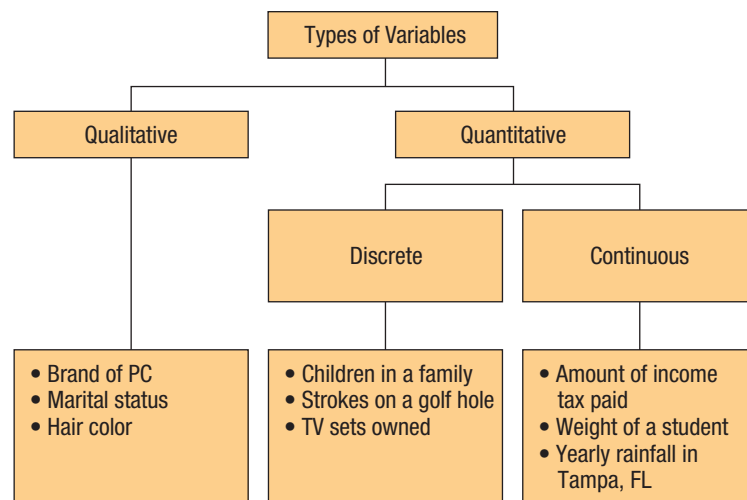 Types of Variables
Qualitative
Quantitative
Discrete
Continuous
• Brand of PC
• Marital status
• Hair color
• Children in a family
• Strokes on a golf hole
• TV sets owned
• Amount of income
tax paid
• Weight of a student
• Yearly rainfall in
Tampa, FL